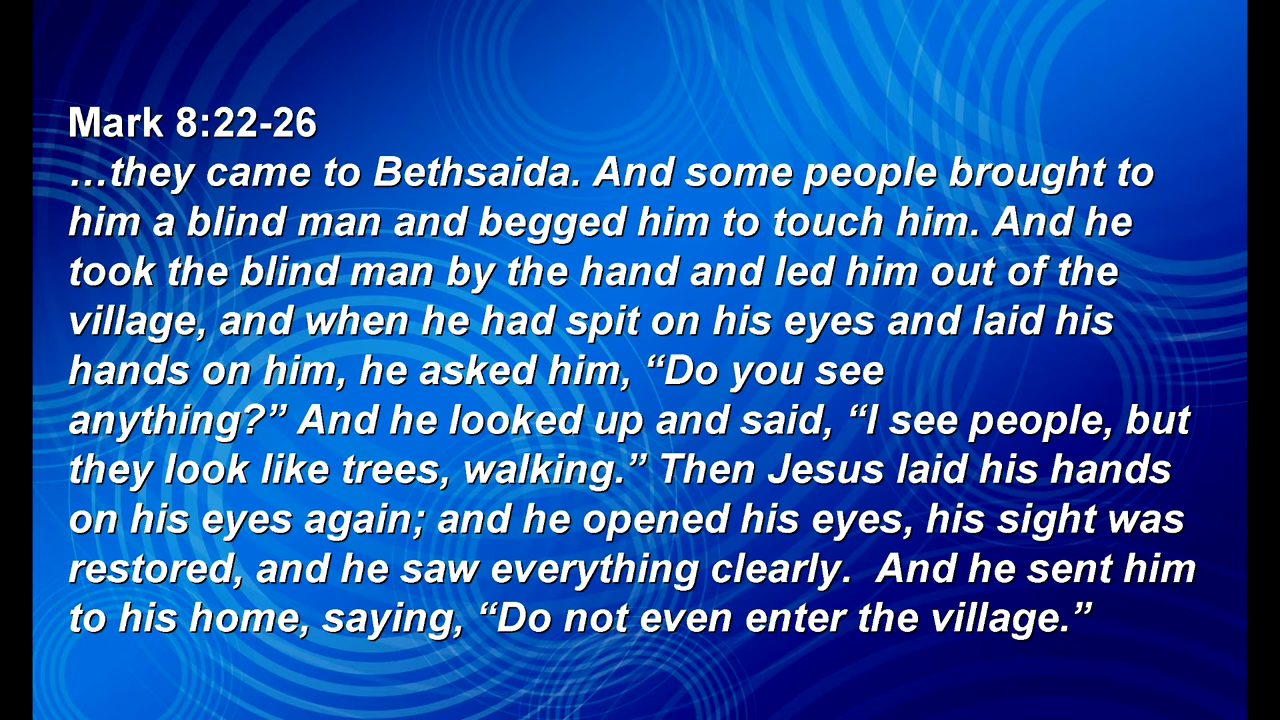 Mark 8:22-26
…they came to Bethsaida. And some people brought to
him a blind man and begged him to touch him. And he
took the blind man by the hand and led him out of the
village, and when he had spit on his eyes and laid his
hands on him, he asked him, “Do you see
anything?” And he looked up and said, “I see people, but
they look like trees, walking.” Then Jesus laid his hands
on his eyes again; and he opened his eyes, his sight was
restored, and he saw everything clearly.  And he sent him
to his home, saying, “Do not even enter the village.”